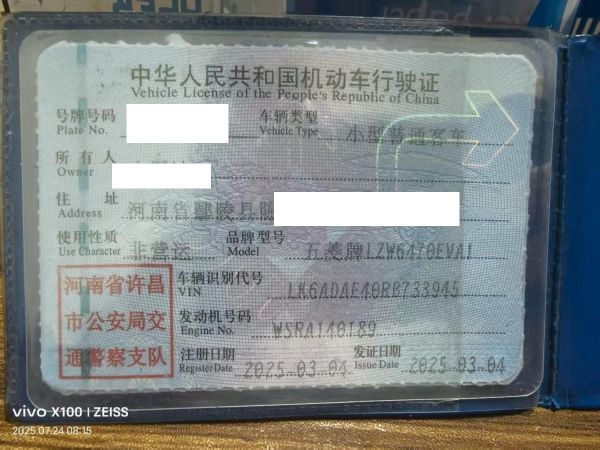 中华人民共和国机动车行驶证
Vehicle License of the People's Republic of China
号牌号码 车辆类型 小型普通客车
Plate No. Vehicle Type
所有人
Owner
住址 河南省鄢陵县陈
Address
使用性质 非营运 品牌型号 五菱牌LZW6470EVA1
Use Character Model
河南省许昌 车辆识别代号 LK6ADAE40RB733945
市公安局交 VIN
通警察支队 发动机号码 WSRA140189
Engine No.
注册日期 2025-03-04 发证日期 2025-03-04
Register Date Issue Date
vivo X100 | ZEISS
2025.07.24 08:15